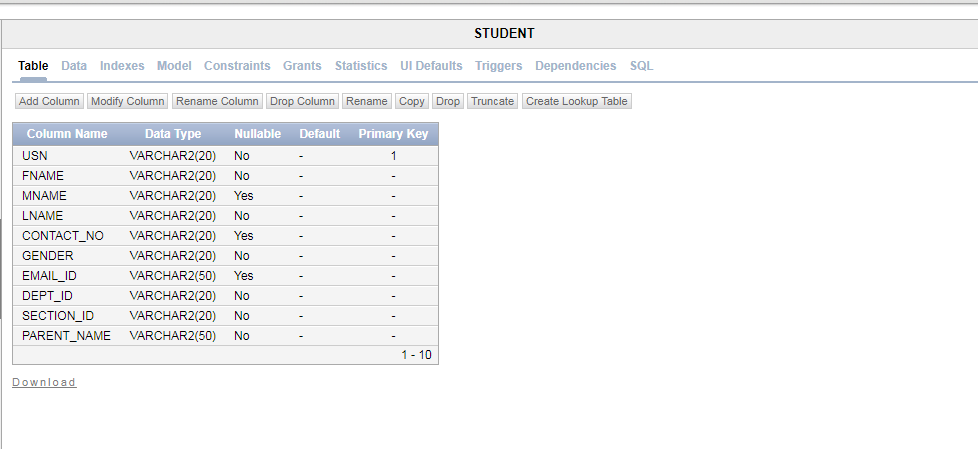 STUDENT
Table Data Indexes Model Constraints Grants Statistics UI Defaults Triggers Dependencies SQL
Add Column Modify Column Rename Column Drop Column Rename Copy Drop Truncate Create Lookup Table
Column Name Data Type Nullable Default Primary Key
USN VARCHAR2(20) No - 1
FNAME VARCHAR2(20) No - -
MNAME VARCHAR2(20) Yes - -
LNAME VARCHAR2(20) No - -
CONTACT_NO VARCHAR2(20) Yes - -
GENDER VARCHAR2(20) No - -
EMAIL_ID VARCHAR2(50) Yes - -
DEPT_ID VARCHAR2(20) No - -
SECTION_ID VARCHAR2(20) No - -
PARENT_NAME VARCHAR2(50) No - -
1 - 10
Download